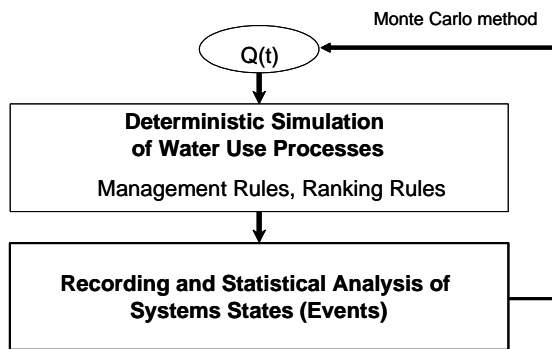 Monte Carlo method
Q(t)
Deterministic Simulation
of Water Use Processes
Management Rules, Ranking Rules
Recording and Statistical Analysis of
Systems States (Events)